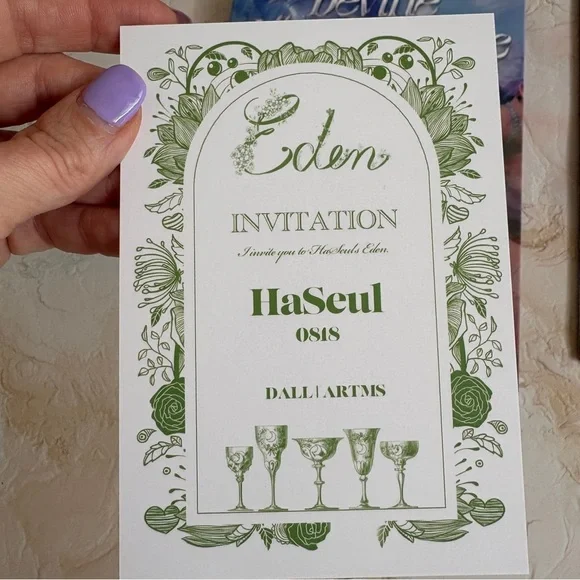 Eden
INVITATION
I invite you to HaSeul's Eden.
HaSeul
0818
DALL | ARTMS